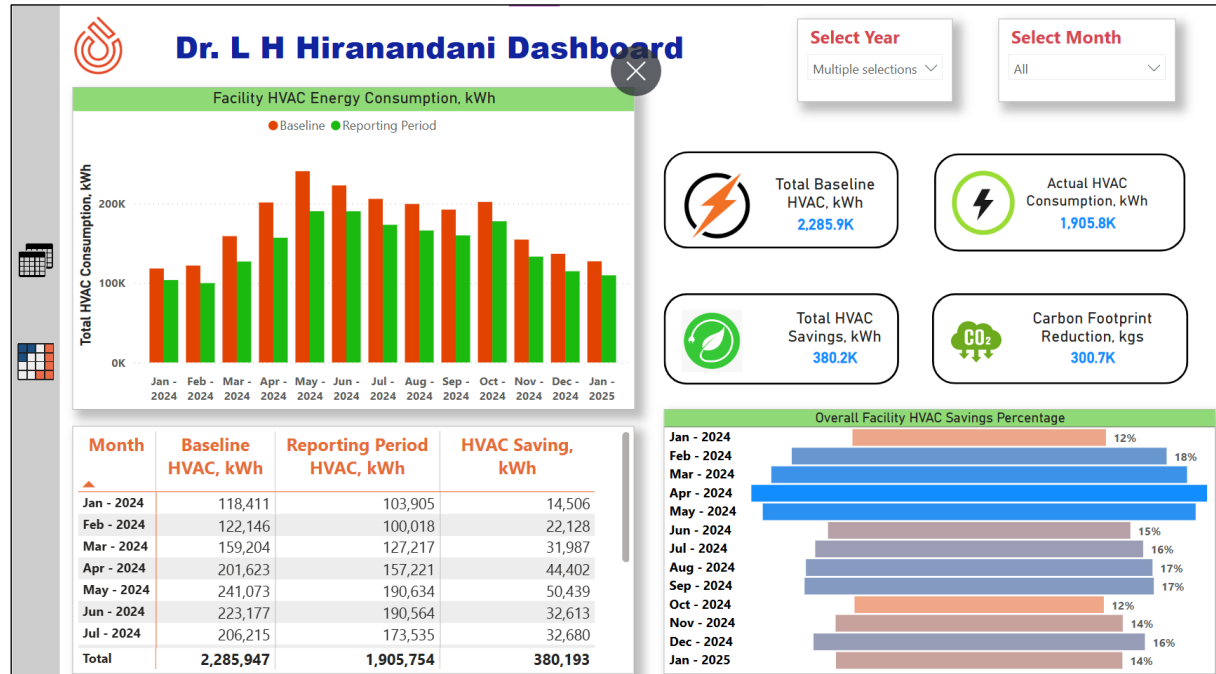 Dr. L H Hiranandani Dashboard
Select Year
Multiple selections
Select Month
All
Facility HVAC Energy Consumption, kWh
Baseline Reporting Period
Total HVAC Consumption, kWh
200K
100K
0K
Jan - Feb - Mar - Apr - May - Jun - Jul - Aug - Sep - Oct - Nov - Dec - Jan -
2024 2024 2024 2024 2024 2024 2024 2024 2024 2024 2024 2024 2025
Total Baseline
HVAC, kWh
2,285.9K
Actual HVAC
Consumption, kWh
1,905.8K
Total HVAC
Savings, kWh
380.2K
CO₂
Carbon Footprint
Reduction, kgs
300.7K
Month Baseline Reporting Period HVAC Saving,
HVAC, kWh HVAC, kWh kWh
Jan - 2024 118,411 103,905 14,506
Feb - 2024 122,146 100,018 22,128
Mar - 2024 159,204 127,217 31,987
Apr - 2024 201,623 157,221 44,402
May - 2024 241,073 190,634 50,439
Jun - 2024 223,177 190,564 32,613
Jul - 2024 206,215 173,535 32,680
Total 2,285,947 1,905,754 380,193
Overall Facility HVAC Savings Percentage
Jan - 2024 12%
Feb - 2024 18%
Mar - 2024
Apr - 2024
May - 2024
Jun - 2024 15%
Jul - 2024 16%
Aug - 2024 17%
Sep - 2024 17%
Oct - 2024 12%
Nov - 2024 14%
Dec - 2024 16%
Jan - 2025 14%